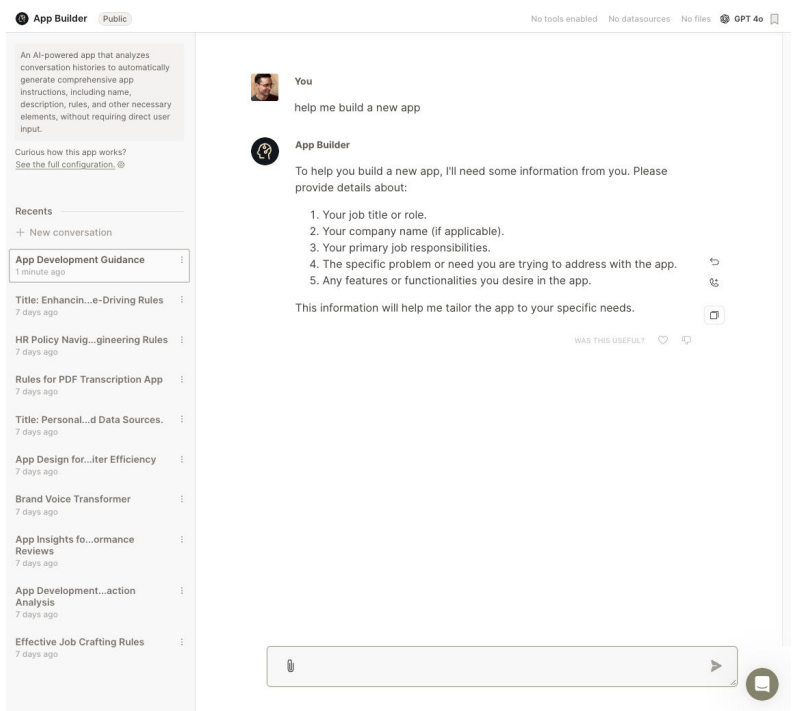 App Builder Public No tools enabled No datasources No files GPT 4o
An AI-powered app that analyzes
conversation histories to automatically
generate comprehensive app
instructions, including name,
description, rules, and other necessary
elements, without requiring direct user
input.
Curious how this app works?
See the full configuration.
Recents
+ New conversation
App Development Guidance
1 minute ago
Title: Enhancin...e-Driving Rules
7 days ago
HR Policy Navig...gineering Rules
7 days ago
Rules for PDF Transcription App
7 days ago
Title: Personal...d Data Sources.
7 days ago
App Design for...iter Efficiency
7 days ago
Brand Voice Transformer
7 days ago
App Insights fo...ormance
Reviews
7 days ago
App Development...action
Analysis
7 days ago
Effective Job Crafting Rules
7 days ago
You
help me build a new app
App Builder
To help you build a new app, I'll need some information from you. Please
provide details about:
1. Your job title or role.
2. Your company name (if applicable).
3. Your primary job responsibilities.
4. The specific problem or need you are trying to address with the app.
5. Any features or functionalities you desire in the app.
This information will help me tailor the app to your specific needs.
WAS THIS USEFUL?